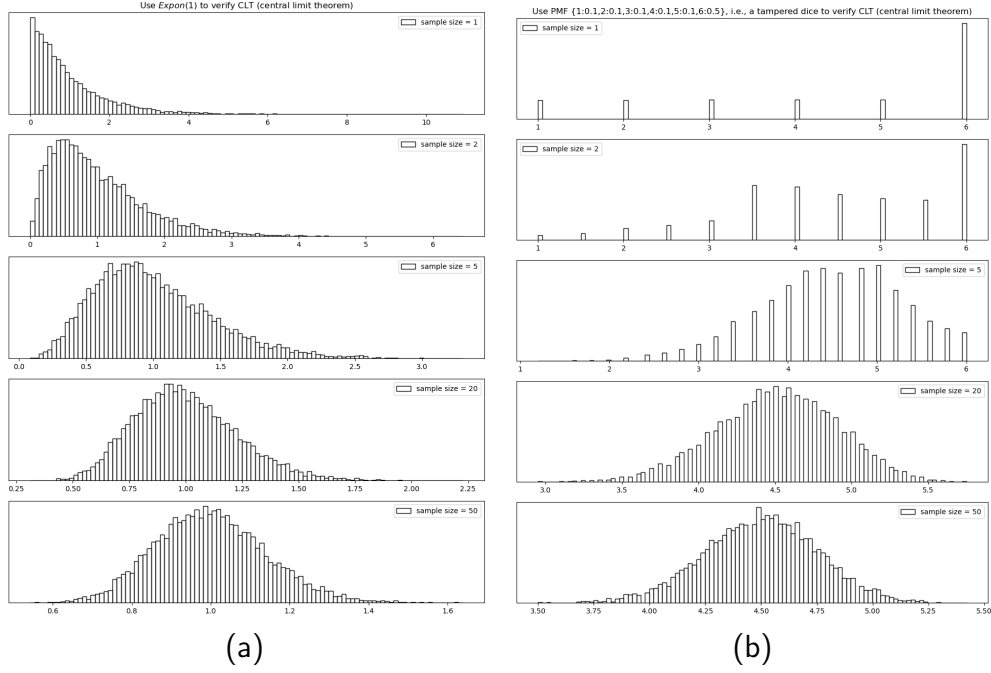 Use Expon(1) to verify CLT (central limit theorem)
sample size = 1
0 2 4 6 8 10
sample size = 2
0 1 2 3 4 5 6
sample size = 5
0.0 0.5 1.0 1.5 2.0 2.5 3.0
sample size = 20
0.25 0.50 0.75 1.00 1.25 1.50 1.75 2.00 2.25
sample size = 50
0.6 0.8 1.0 1.2 1.4 1.6
(a)
Use PMF {1:0.1,2:0.1,3:0.1,4:0.1,5:0.1,6:0.5}, i.e., a tampered dice to verify CLT (central limit theorem)
sample size = 1
1 2 3 4 5 6
sample size = 2
1 2 3 4 5 6
sample size = 5
1 2 3 4 5 6
sample size = 20
3.0 3.5 4.0 4.5 5.0 5.5
sample size = 50
3.50 3.75 4.00 4.25 4.50 4.75 5.00 5.25 5.50
(b)